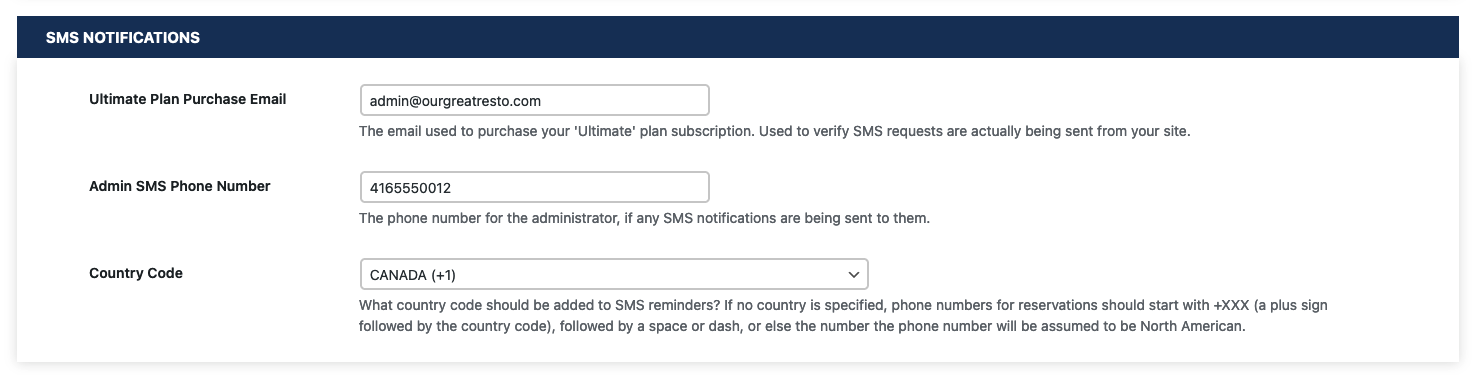 SMS NOTIFICATIONS
Ultimate Plan Purchase Email
admin@ourgreatresto.com
The email used to purchase your 'Ultimate' plan subscription. Used to verify SMS requests are actually being sent from your site.
Admin SMS Phone Number
4165550012
The phone number for the administrator, if any SMS notifications are being sent to them.
Country Code
CANADA (+1)
What country code should be added to SMS reminders? If no country is specified, phone numbers for reservations should start with +XXX (a plus sign
followed by the country code), followed by a space or dash, or else the number the phone number will be assumed to be North American.